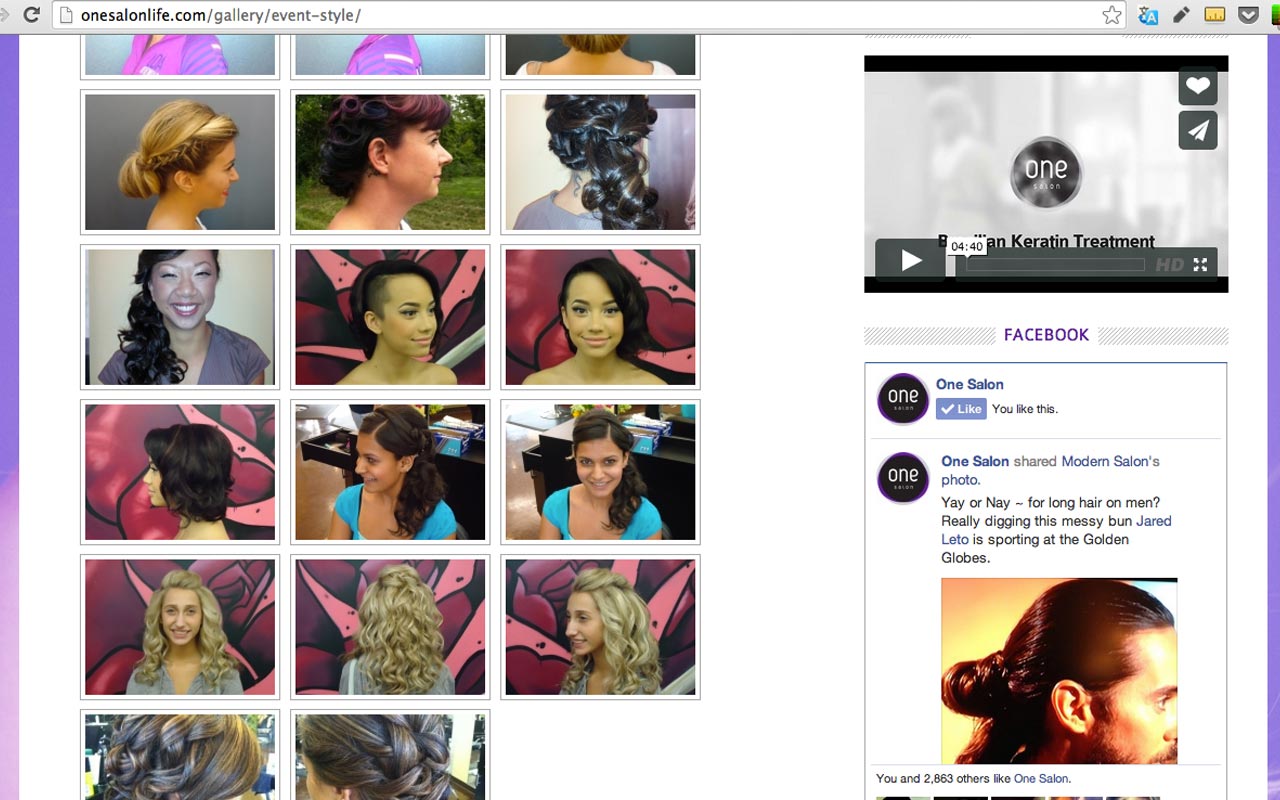 onesalonlife.com/gallery/event-style/
one
salon
Brazilian Keratin Treatment
04:40
HD
FACEBOOK
one
salon
One Salon
Like You like this.
one
salon
One Salon shared Modern Salon's
photo.
Yay or Nay ~ for long hair on men?
Really digging this messy bun Jared
Leto is sporting at the Golden
Globes.
You and 2,863 others like One Salon.